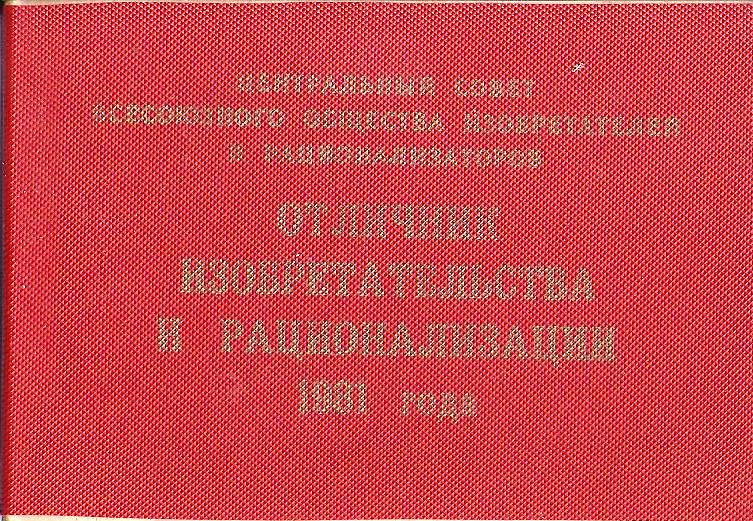 ЦЕНТРАЛЬНЫЙ СОВЕТ
ВСЕСОЮЗНОГО ОБЩЕСТВА ИЗОБРЕТАТЕЛЕЙ
И РАЦИОНАЛИЗАТОРОВ
ОТЛИЧНИК
ИЗОБРЕТАТЕЛЬСТВА
И РАЦИОНАЛИЗАЦИИ
1981 года